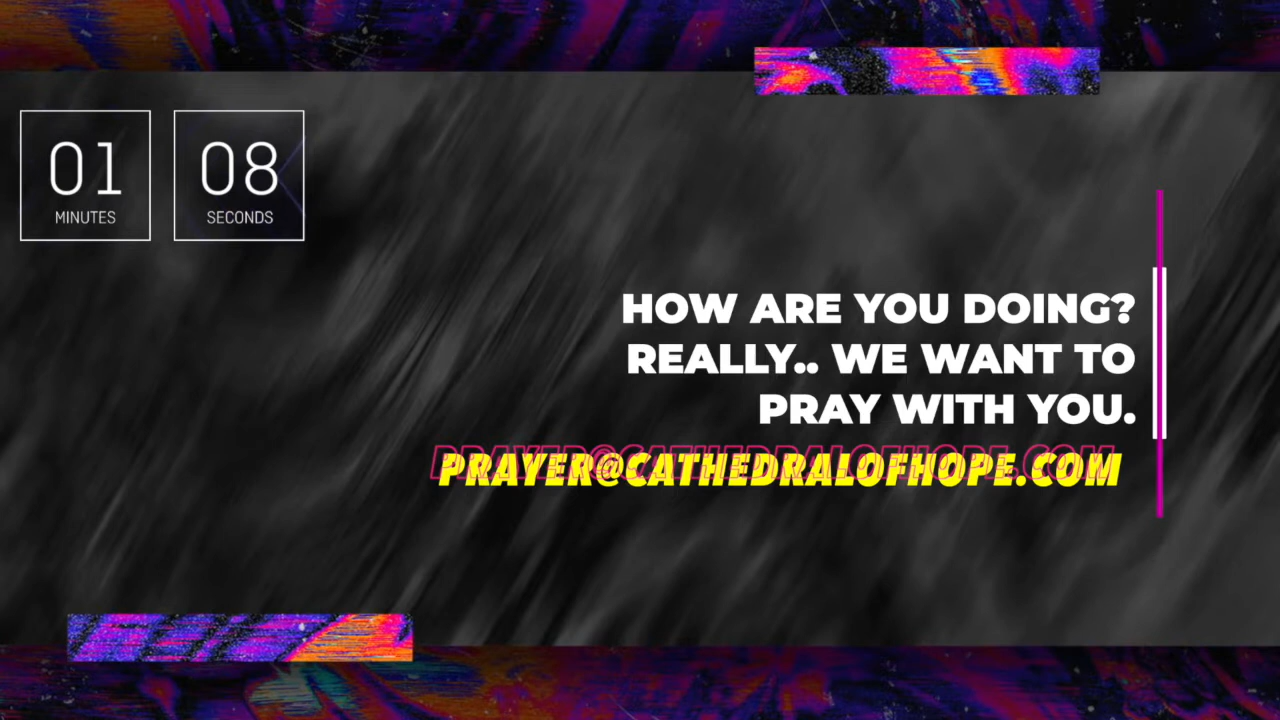 01
MINUTES
08
SECONDS
HOW ARE YOU DOING?
REALLY.. WE WANT TO
PRAY WITH YOU.
PRAYER@CATHEDRALOFHOPE.COM